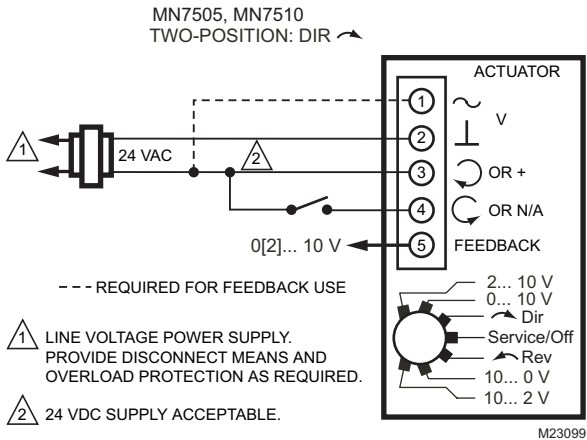 MN7505, MN7510
TWO-POSITION: DIR
ACTUATOR
1
V
2
1
24 VAC
2
3
OR +
4
OR N/A
0[2]... 10 V
5
FEEDBACK
REQUIRED FOR FEEDBACK USE
2... 10 V
0... 10 V
Dir
Service/Off
Rev
10... 0 V
10... 2 V
1 LINE VOLTAGE POWER SUPPLY.
PROVIDE DISCONNECT MEANS AND
OVERLOAD PROTECTION AS REQUIRED.
2 24 VDC SUPPLY ACCEPTABLE.
M23099